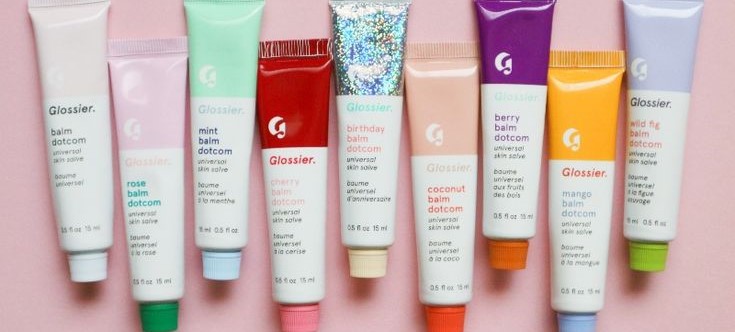 Glossier.
balm
dotcom
universal
skin salve
baume
universel
0.5 fl oz 15 ml
Glossier.
rose
balm
dotcom
universal
skin salve
baume
universel
à la rose
0.5 fl oz 15 ml
Glossier.
mint
balm
dotcom
universal
skin salve
baume
universel
à la menthe
15 ml 0.5 fl oz
Glossier.
cherry
balm
dotcom
universal
skin salve
baume
universel
à la cerise
0.5 fl oz 15 ml
Glossier.
birthday
balm
dotcom
universal
skin salve
baume
universel
d'anniversaire
0.5 fl oz 15 ml
Glossier.
coconut
balm
dotcom
universal
skin salve
baume
universel
à la coco
0.5 fl oz 15 ml
Glossier.
berry
balm
dotcom
universal
skin salve
baume
universel
aux fruits
des bois
0.5 fl oz 15 ml
Glossier.
mango
balm
dotcom
universal
skin salve
baume
universel
à la mangue
0.5 fl oz 15 ml
Glossier.
wild fig
balm
dotcom
universal
skin salve
baume
universel
à la figue
sauvage
15 ml 0.5 fl oz